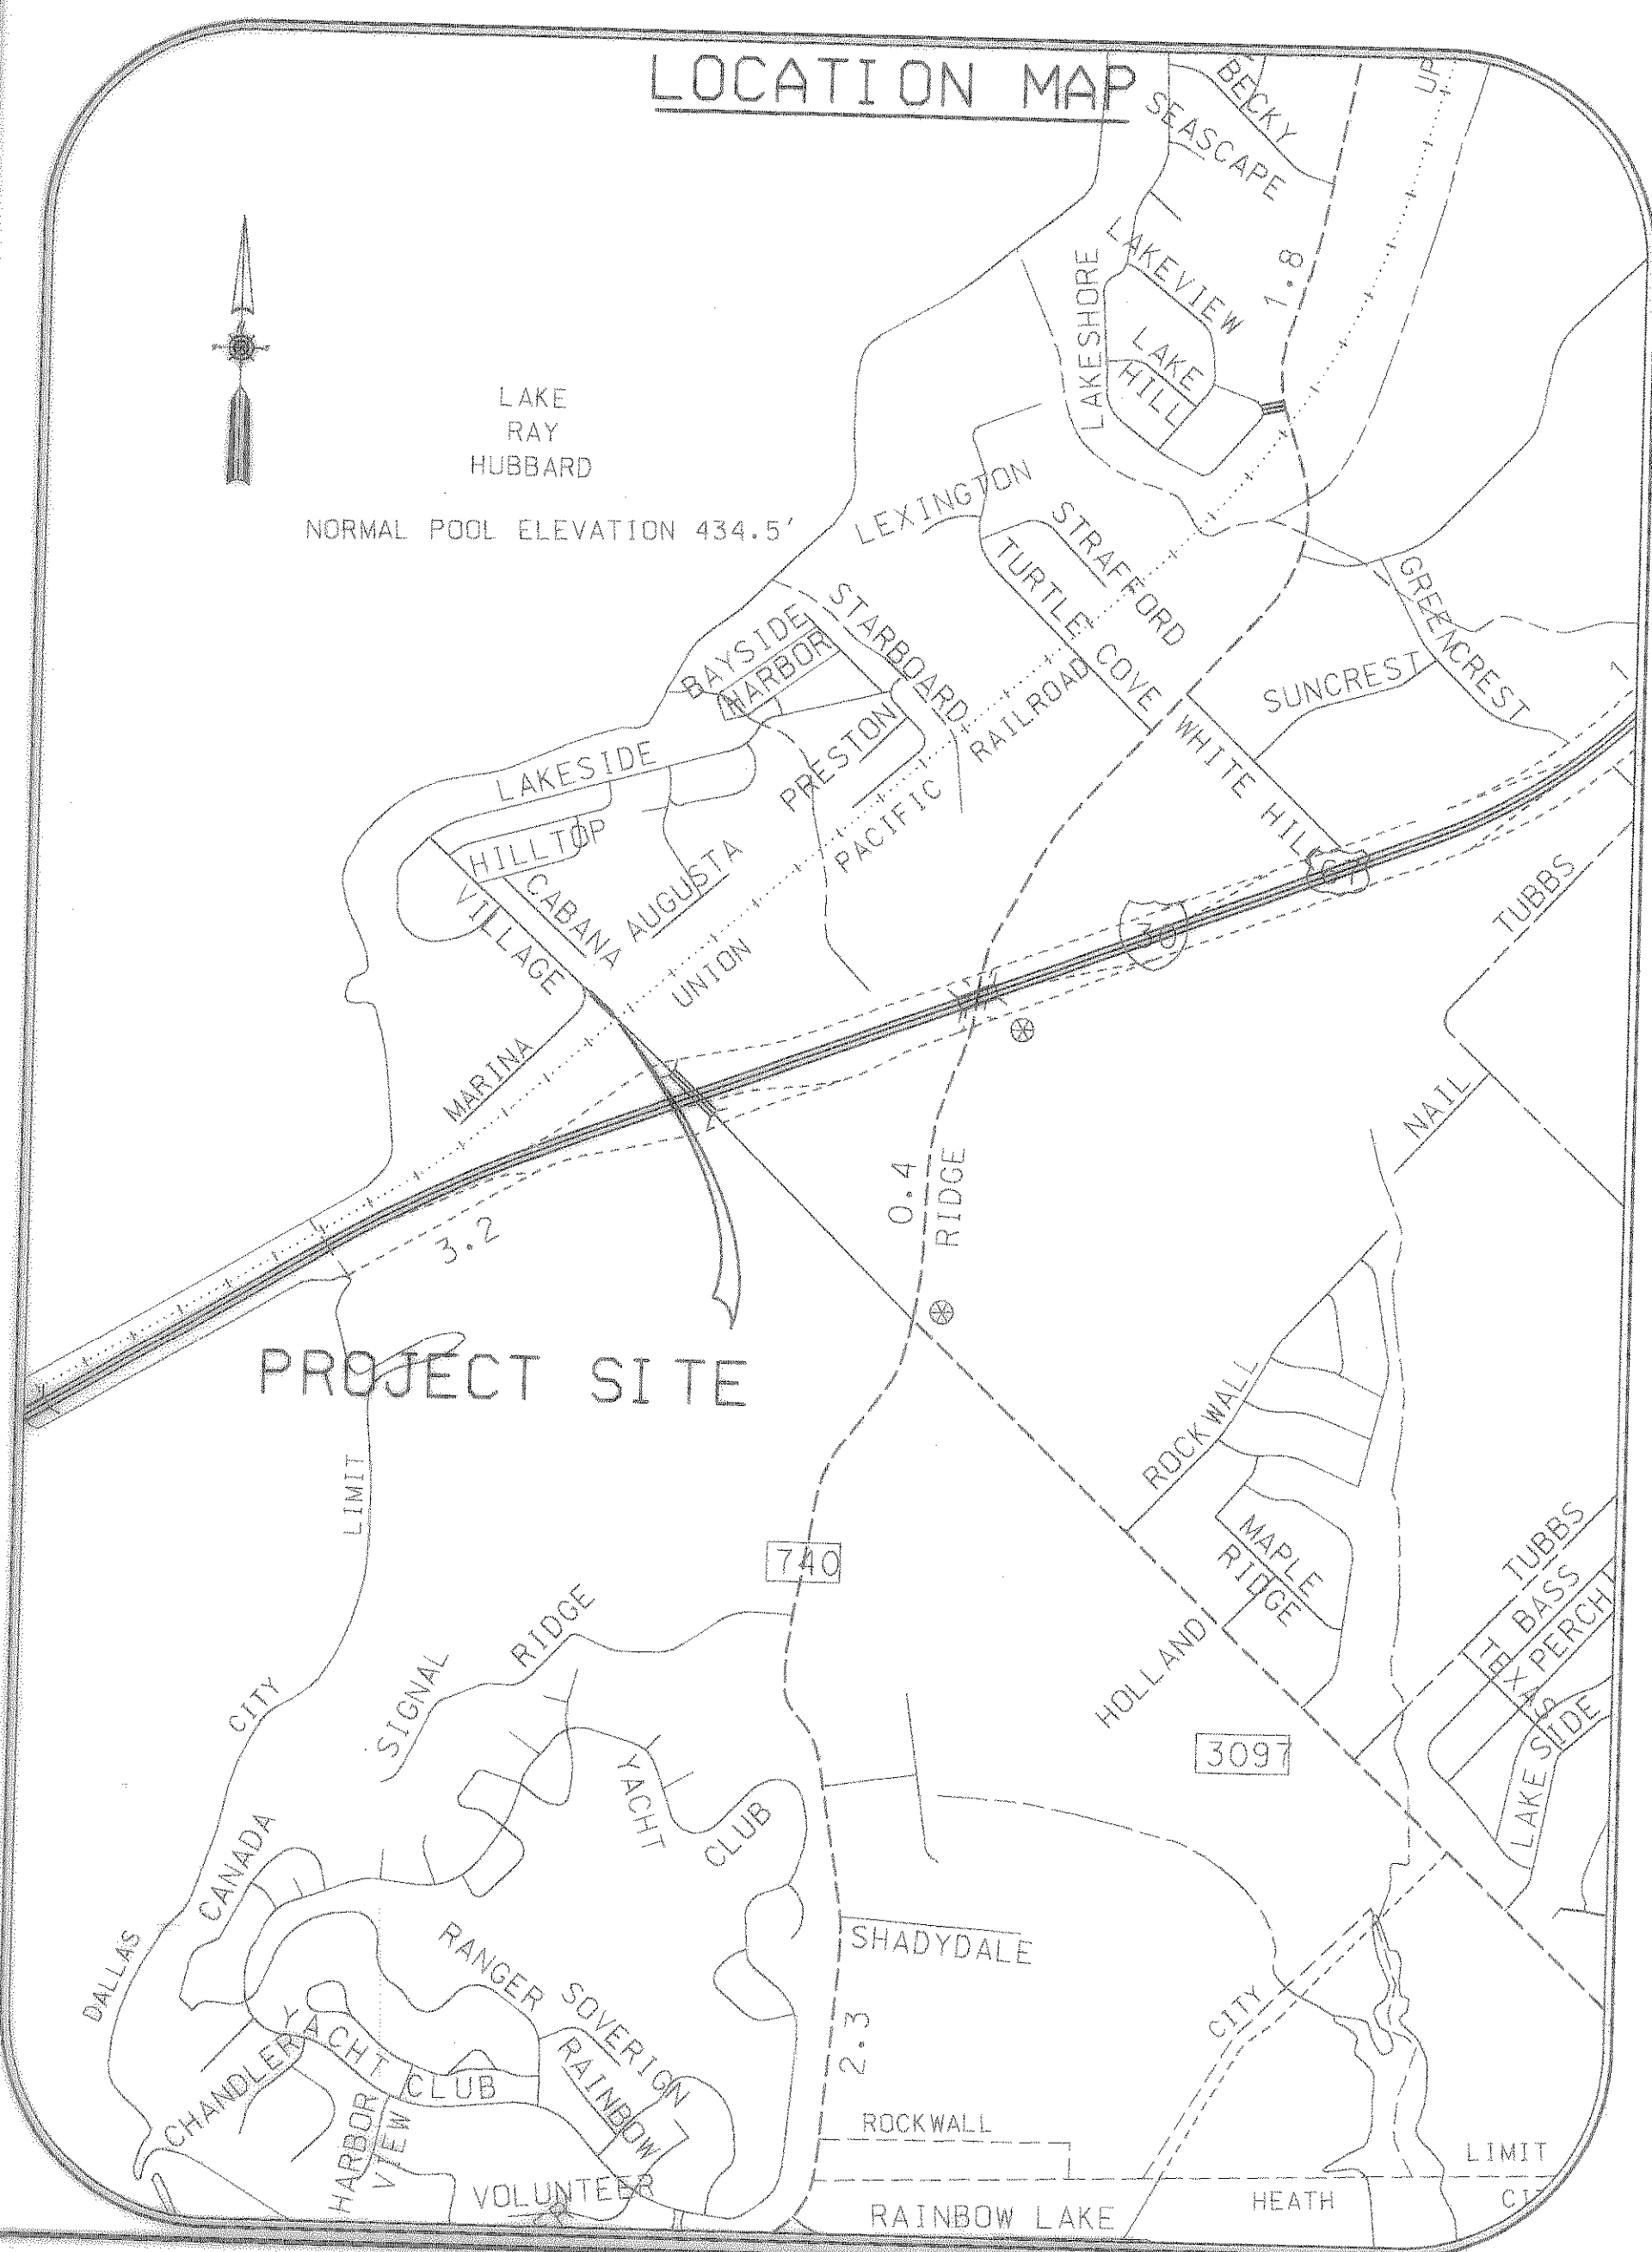 LOCATION MAP
BECKY
UP
SEASCAPE
LAKEVIEW
1.8
LAKESHORE
LAKE
HILL
LAKE
RAY
HUBBARD
NORMAL POOL ELEVATION 434.5'
LEXINGTON
STRAFFORD
TURTLE COVE
GREENCREST
SUNCREST
BAYSIDE
HARBOR
STARBOARD
PRESTON
WHITE HILL
LAKESIDE
HILLTOP
CABANA
VILLAGE
AUGUSTA
UNION PACIFIC RAILROAD
67
30
1
TUBBS
MARINA
NAIL
0.4
RIDGE
3.2
PROJECT SITE
LIMIT
ROCKWALL
740
MAPLE
RIDGE
TUBBS
BASS
PERCH
TEXAS
LAKE SIDE
HOLLAND
3097
SIGNAL RIDGE
CITY
YACHT CLUB
CANADA
DALLAS
RANGER
SHADYDALE
SOVERIGN
RAINBOW
2.3
CITY
YACHT CLUB
CHANDLER
HARBOR
VIEW
VOLUNTEER
ROCKWALL
LIMIT
HEATH
RAINBOW LAKE